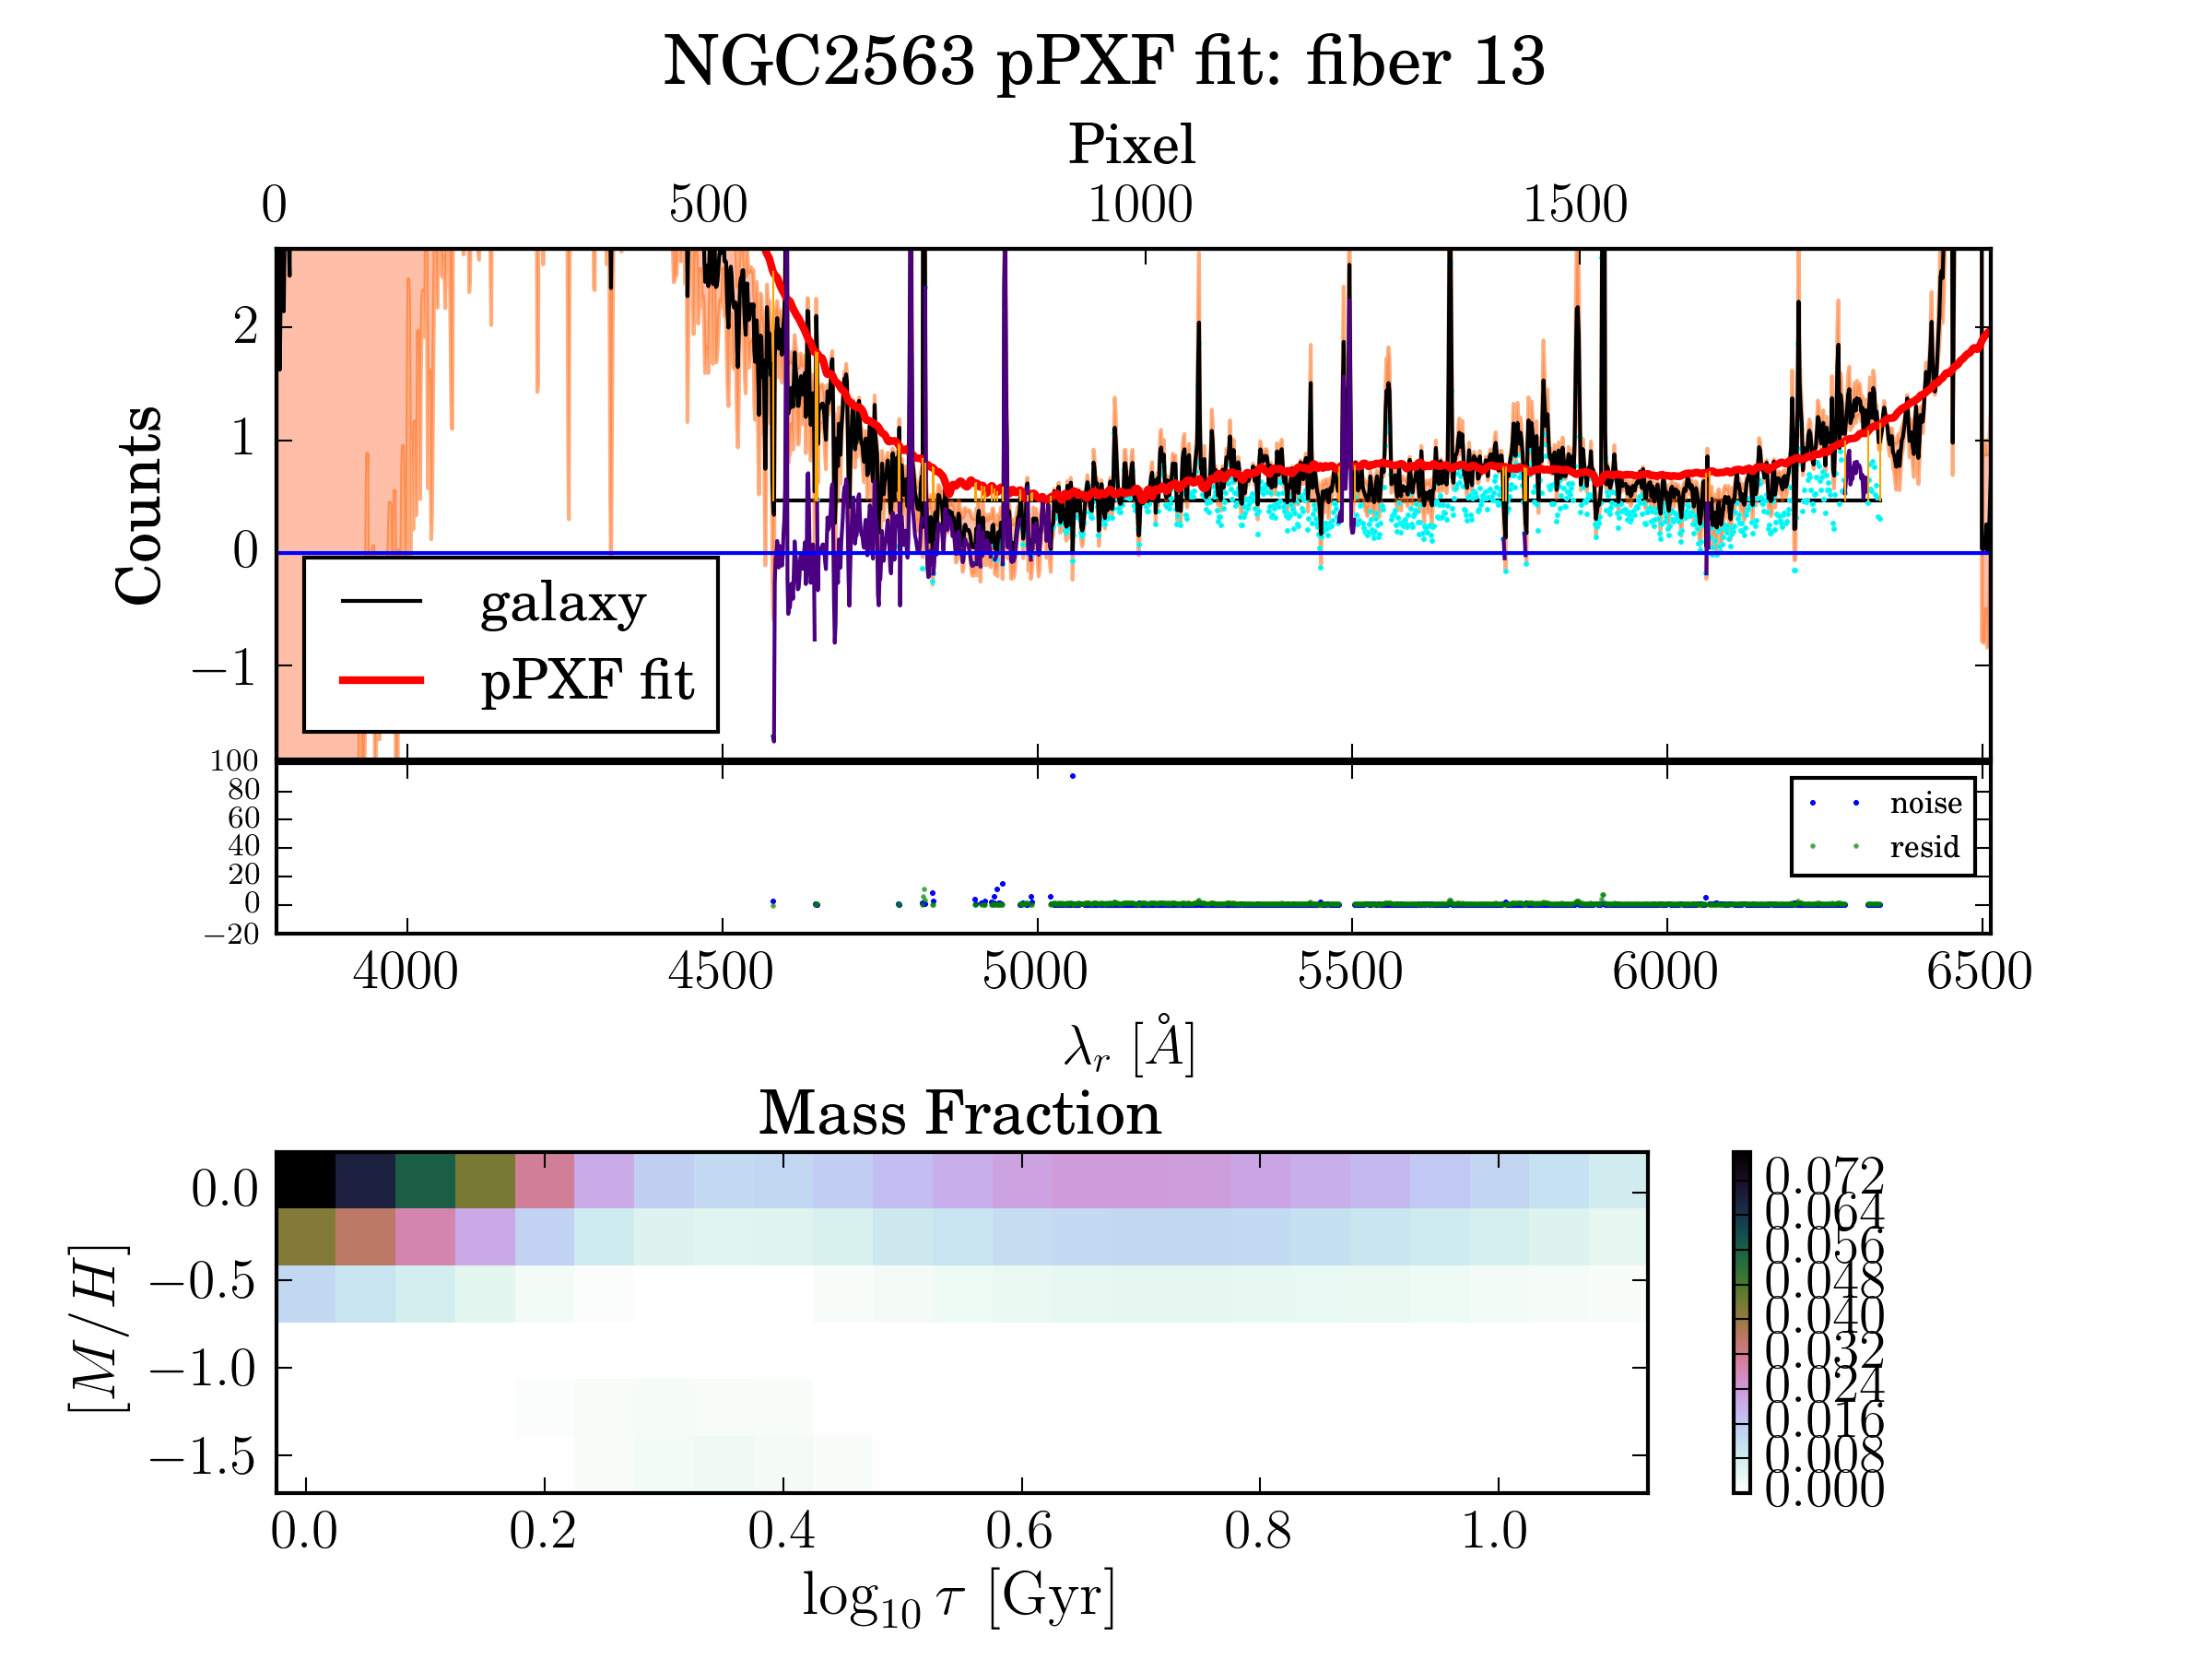 NGC2563 pPXF fit: fiber 13
Pixel
0 500 1000 1500
2
1
0
−1
Counts
galaxy
pPXF fit
100
80
60
40
20
0
−20
noise
resid
4000 4500 5000 5500 6000 6500
λr [Å]
Mass Fraction
0.0
−0.5
−1.0
−1.5
[M/H]
0.0 0.2 0.4 0.6 0.8 1.0
log10 τ [Gyr]
0.072
0.064
0.056
0.048
0.040
0.032
0.024
0.016
0.008
0.000